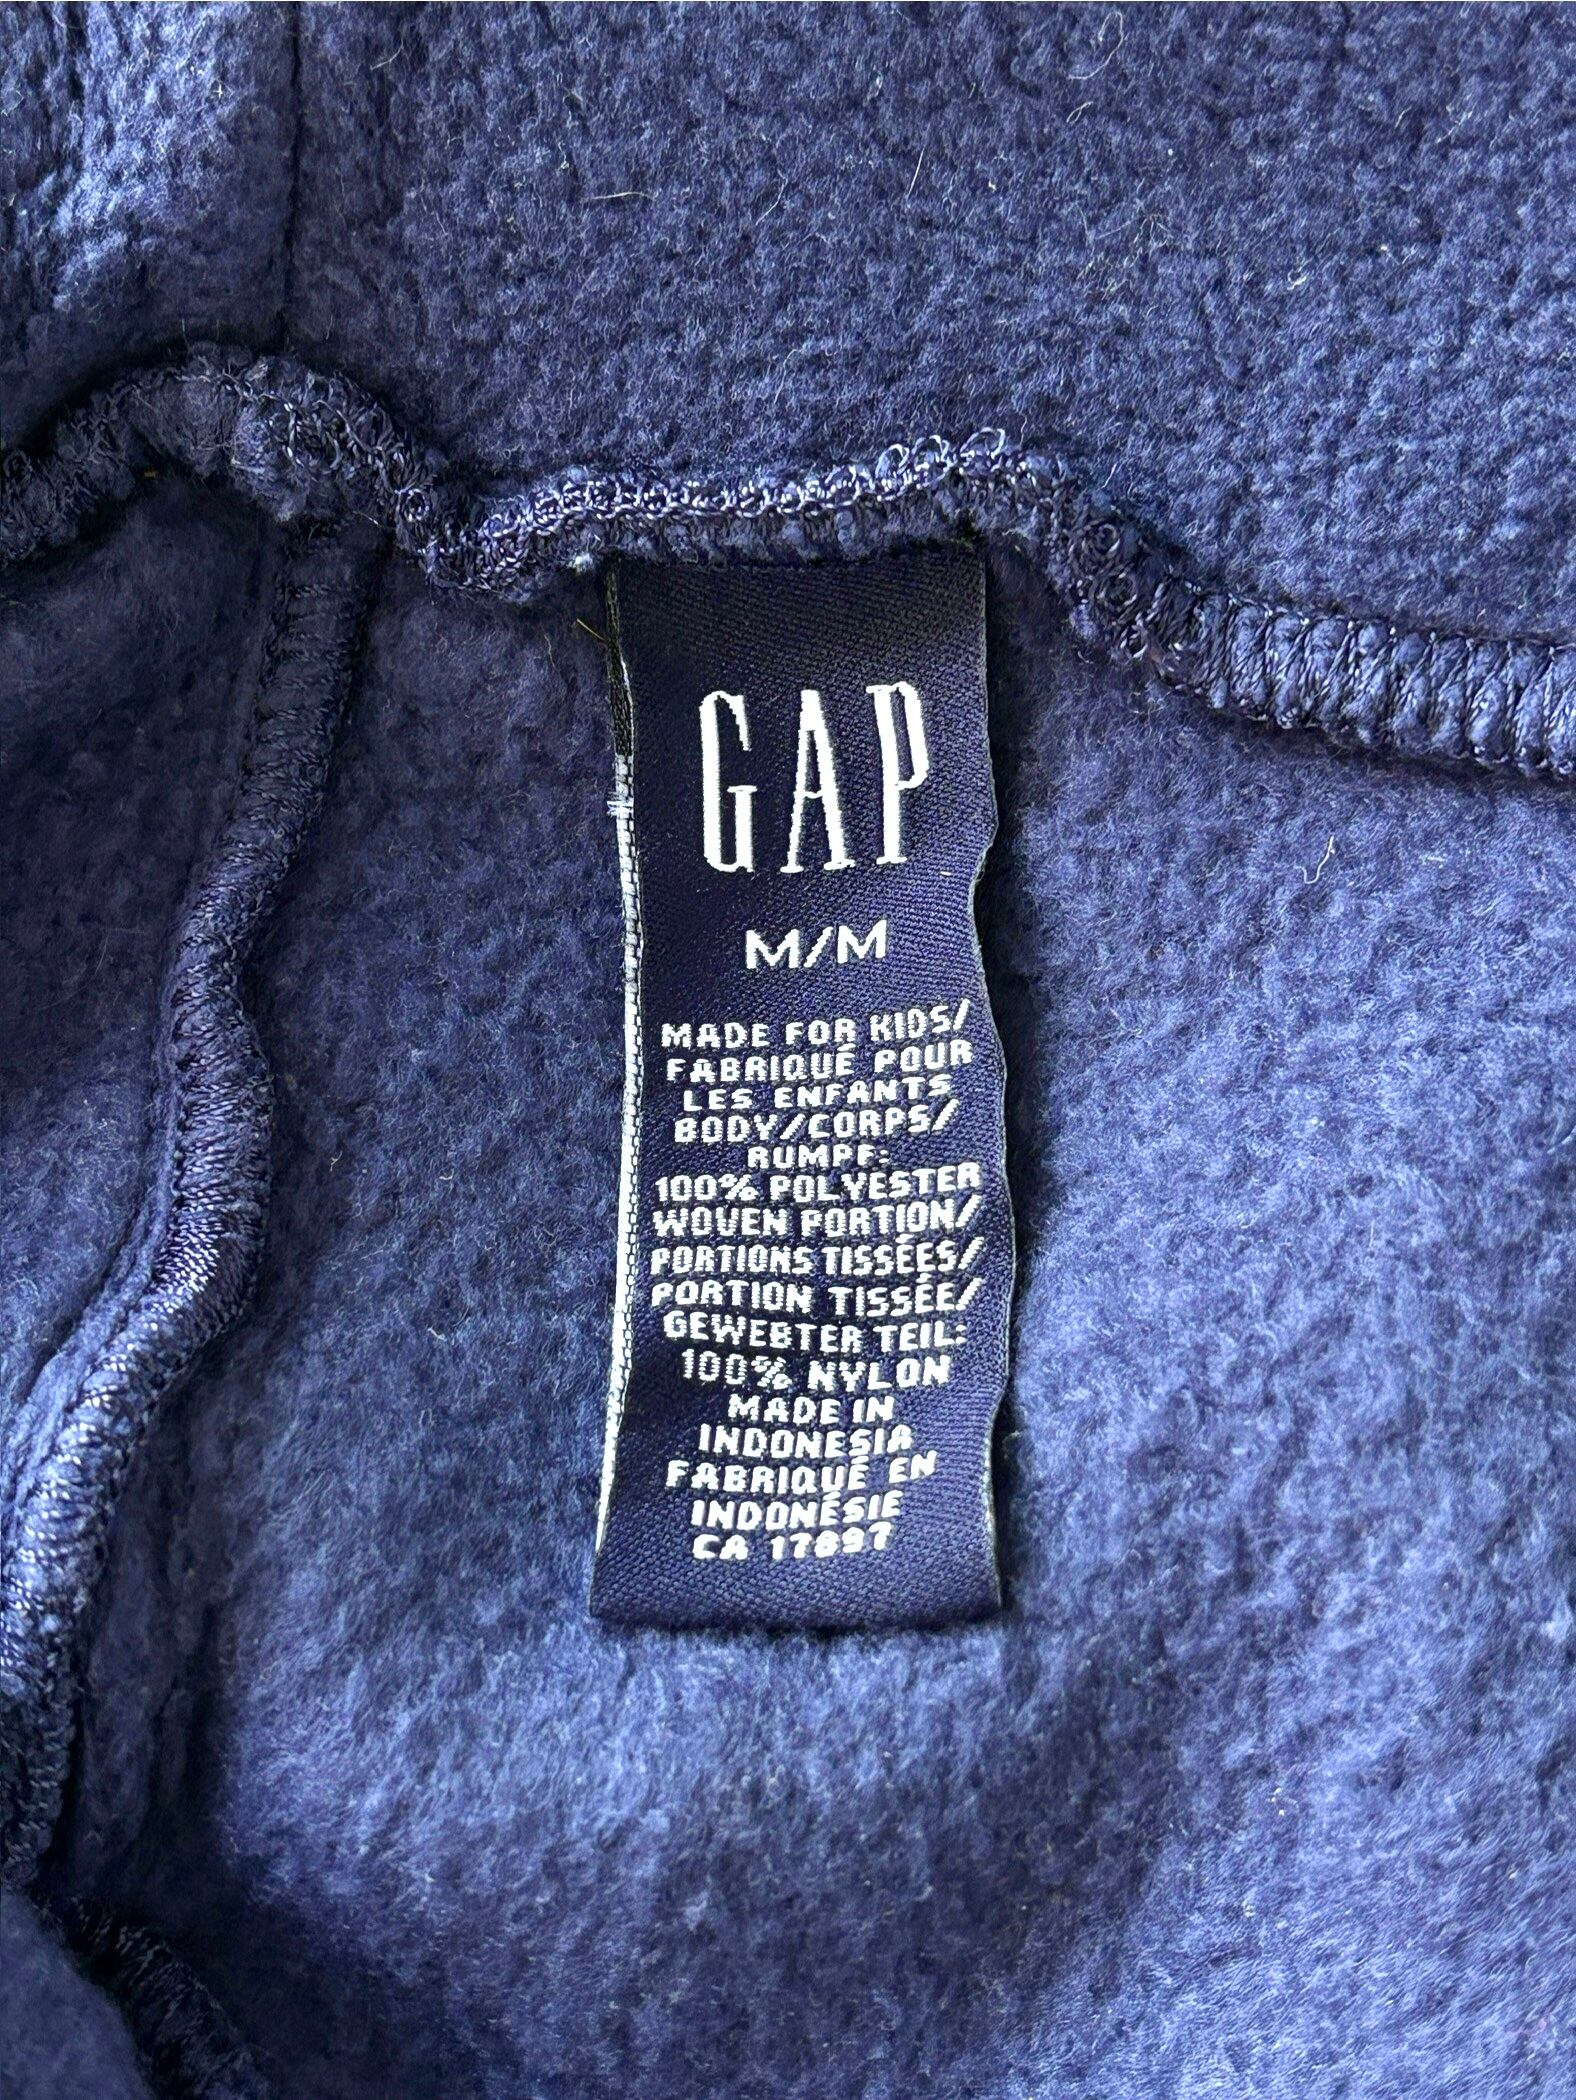 GAP
M/M
MADE FOR KIDS/
FABRIQUÉ POUR
LES ENFANTS
BODY/CORPS/
RUMPF:
100% POLYESTER
WOVEN PORTION/
PORTIONS TISSÉES/
PORTION TISSÉE/
GEWEBTER TEIL:
100% NYLON
MADE IN
INDONESIA
FABRIQUÉ EN
INDONÉSIE
CA 17897